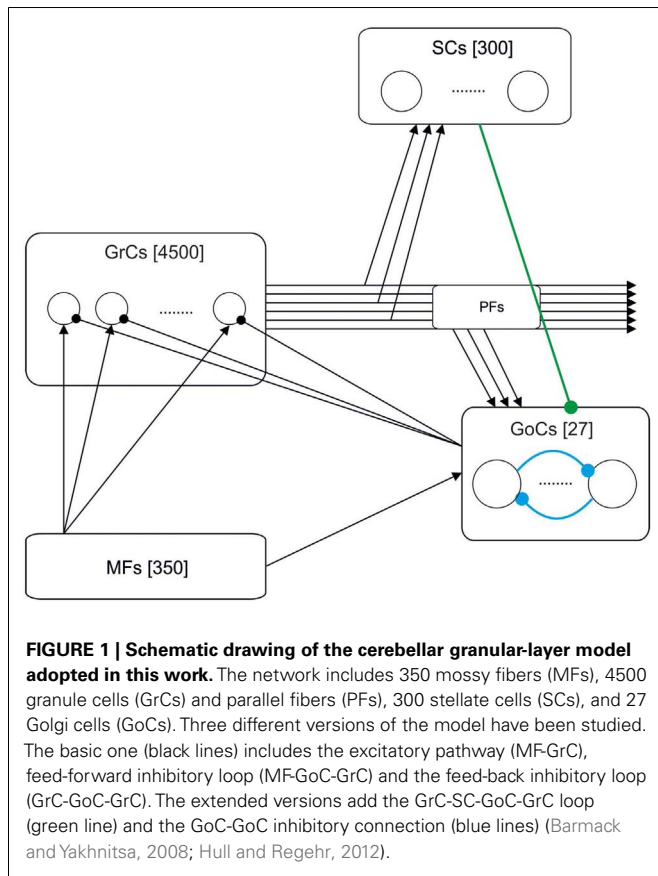 SCs [300]
........
GrCs [4500]
........
PFs
GoCs [27]
........
MFs [350]
FIGURE 1 | Schematic drawing of the cerebellar granular-layer model
adopted in this work. The network includes 350 mossy fibers (MFs), 4500
granule cells (GrCs) and parallel fibers (PFs), 300 stellate cells (SCs), and 27
Golgi cells (GoCs). Three different versions of the model have been studied.
The basic one (black lines) includes the excitatory pathway (MF-GrC),
feed-forward inhibitory loop (MF-GoC-GrC) and the feed-back inhibitory loop
(GrC-GoC-GrC). The extended versions add the GrC-SC-GoC-GrC loop
(green line) and the GoC-GoC inhibitory connection (blue lines) (Barmack
and Yakhnitsa, 2008; Hull and Regehr, 2012).